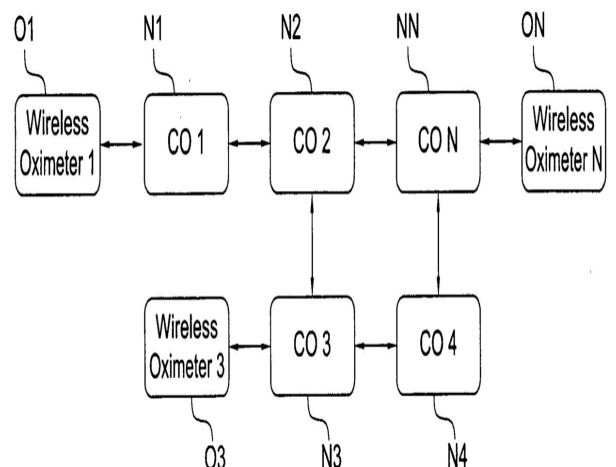 O1
N1
N2
NN
ON
Wireless
Oximeter 1
CO 1
CO 2
CO N
Wireless
Oximeter N
Wireless
Oximeter 3
CO 3
CO 4
O3
N3
N4